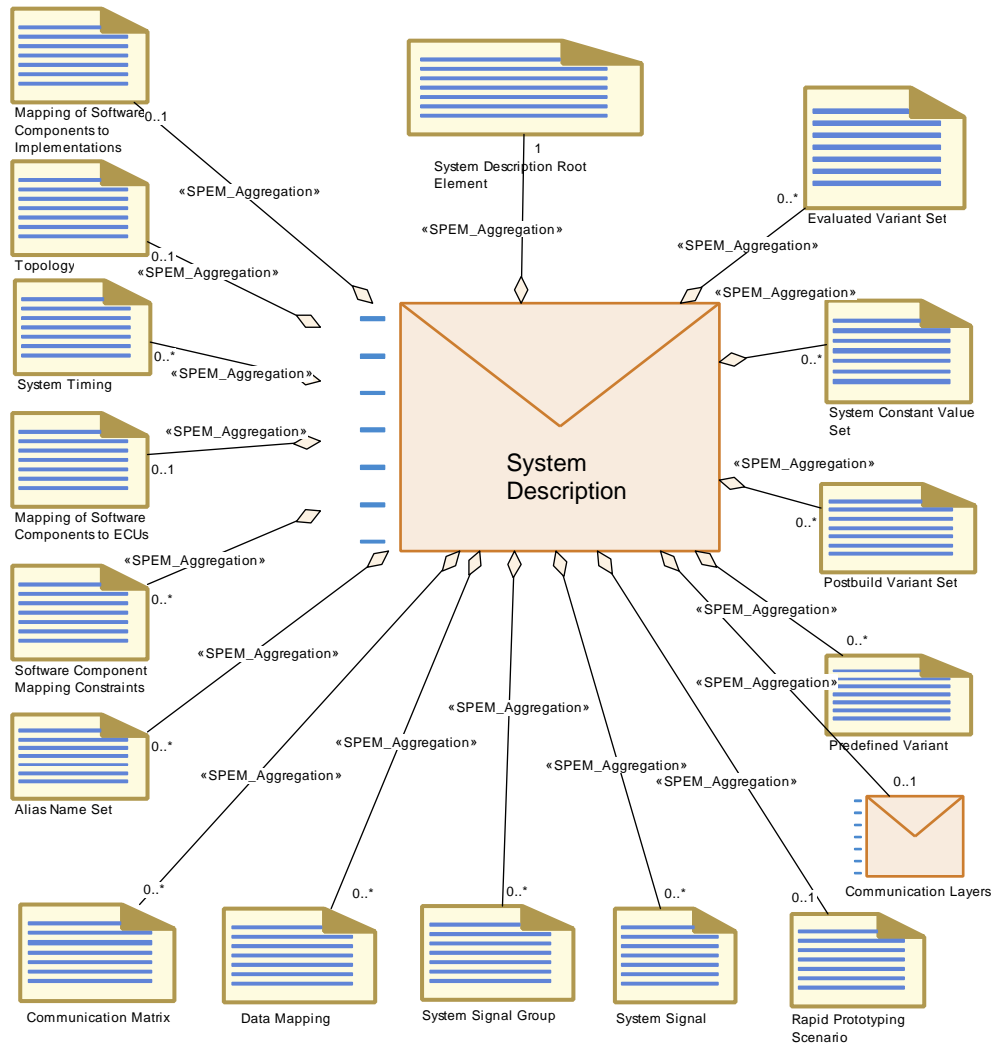 Mapping of Software
Components to
Implementations
0..1
«SPEM_Aggregation»
1
System Description Root
Element
«SPEM_Aggregation»
0..*
Evaluated Variant Set
«SPEM_Aggregation»
Topology
0..1
«SPEM_Aggregation»
«SPEM_Aggregation»
0..*
System Constant Value
Set
System Timing
0..*
«SPEM_Aggregation»
«SPEM_Aggregation»
0..1
Mapping of Software
Components to ECUs
System
Description
«SPEM_Aggregation»
0..*
Postbuild Variant Set
«SPEM_Aggregation»
0..*
Software Component
Mapping Constraints
«SPEM_Aggregation»
0..*
Predefined Variant
«SPEM_Aggregation»
0..*
Alias Name Set
«SPEM_Aggregation»
0..1
Communication Layers
«SPEM_Aggregation»
0..*
Communication Matrix
«SPEM_Aggregation»
0..*
Data Mapping
«SPEM_Aggregation»
0..*
System Signal Group
«SPEM_Aggregation»
0..*
System Signal
«SPEM_Aggregation»
0..1
Rapid Prototyping
Scenario